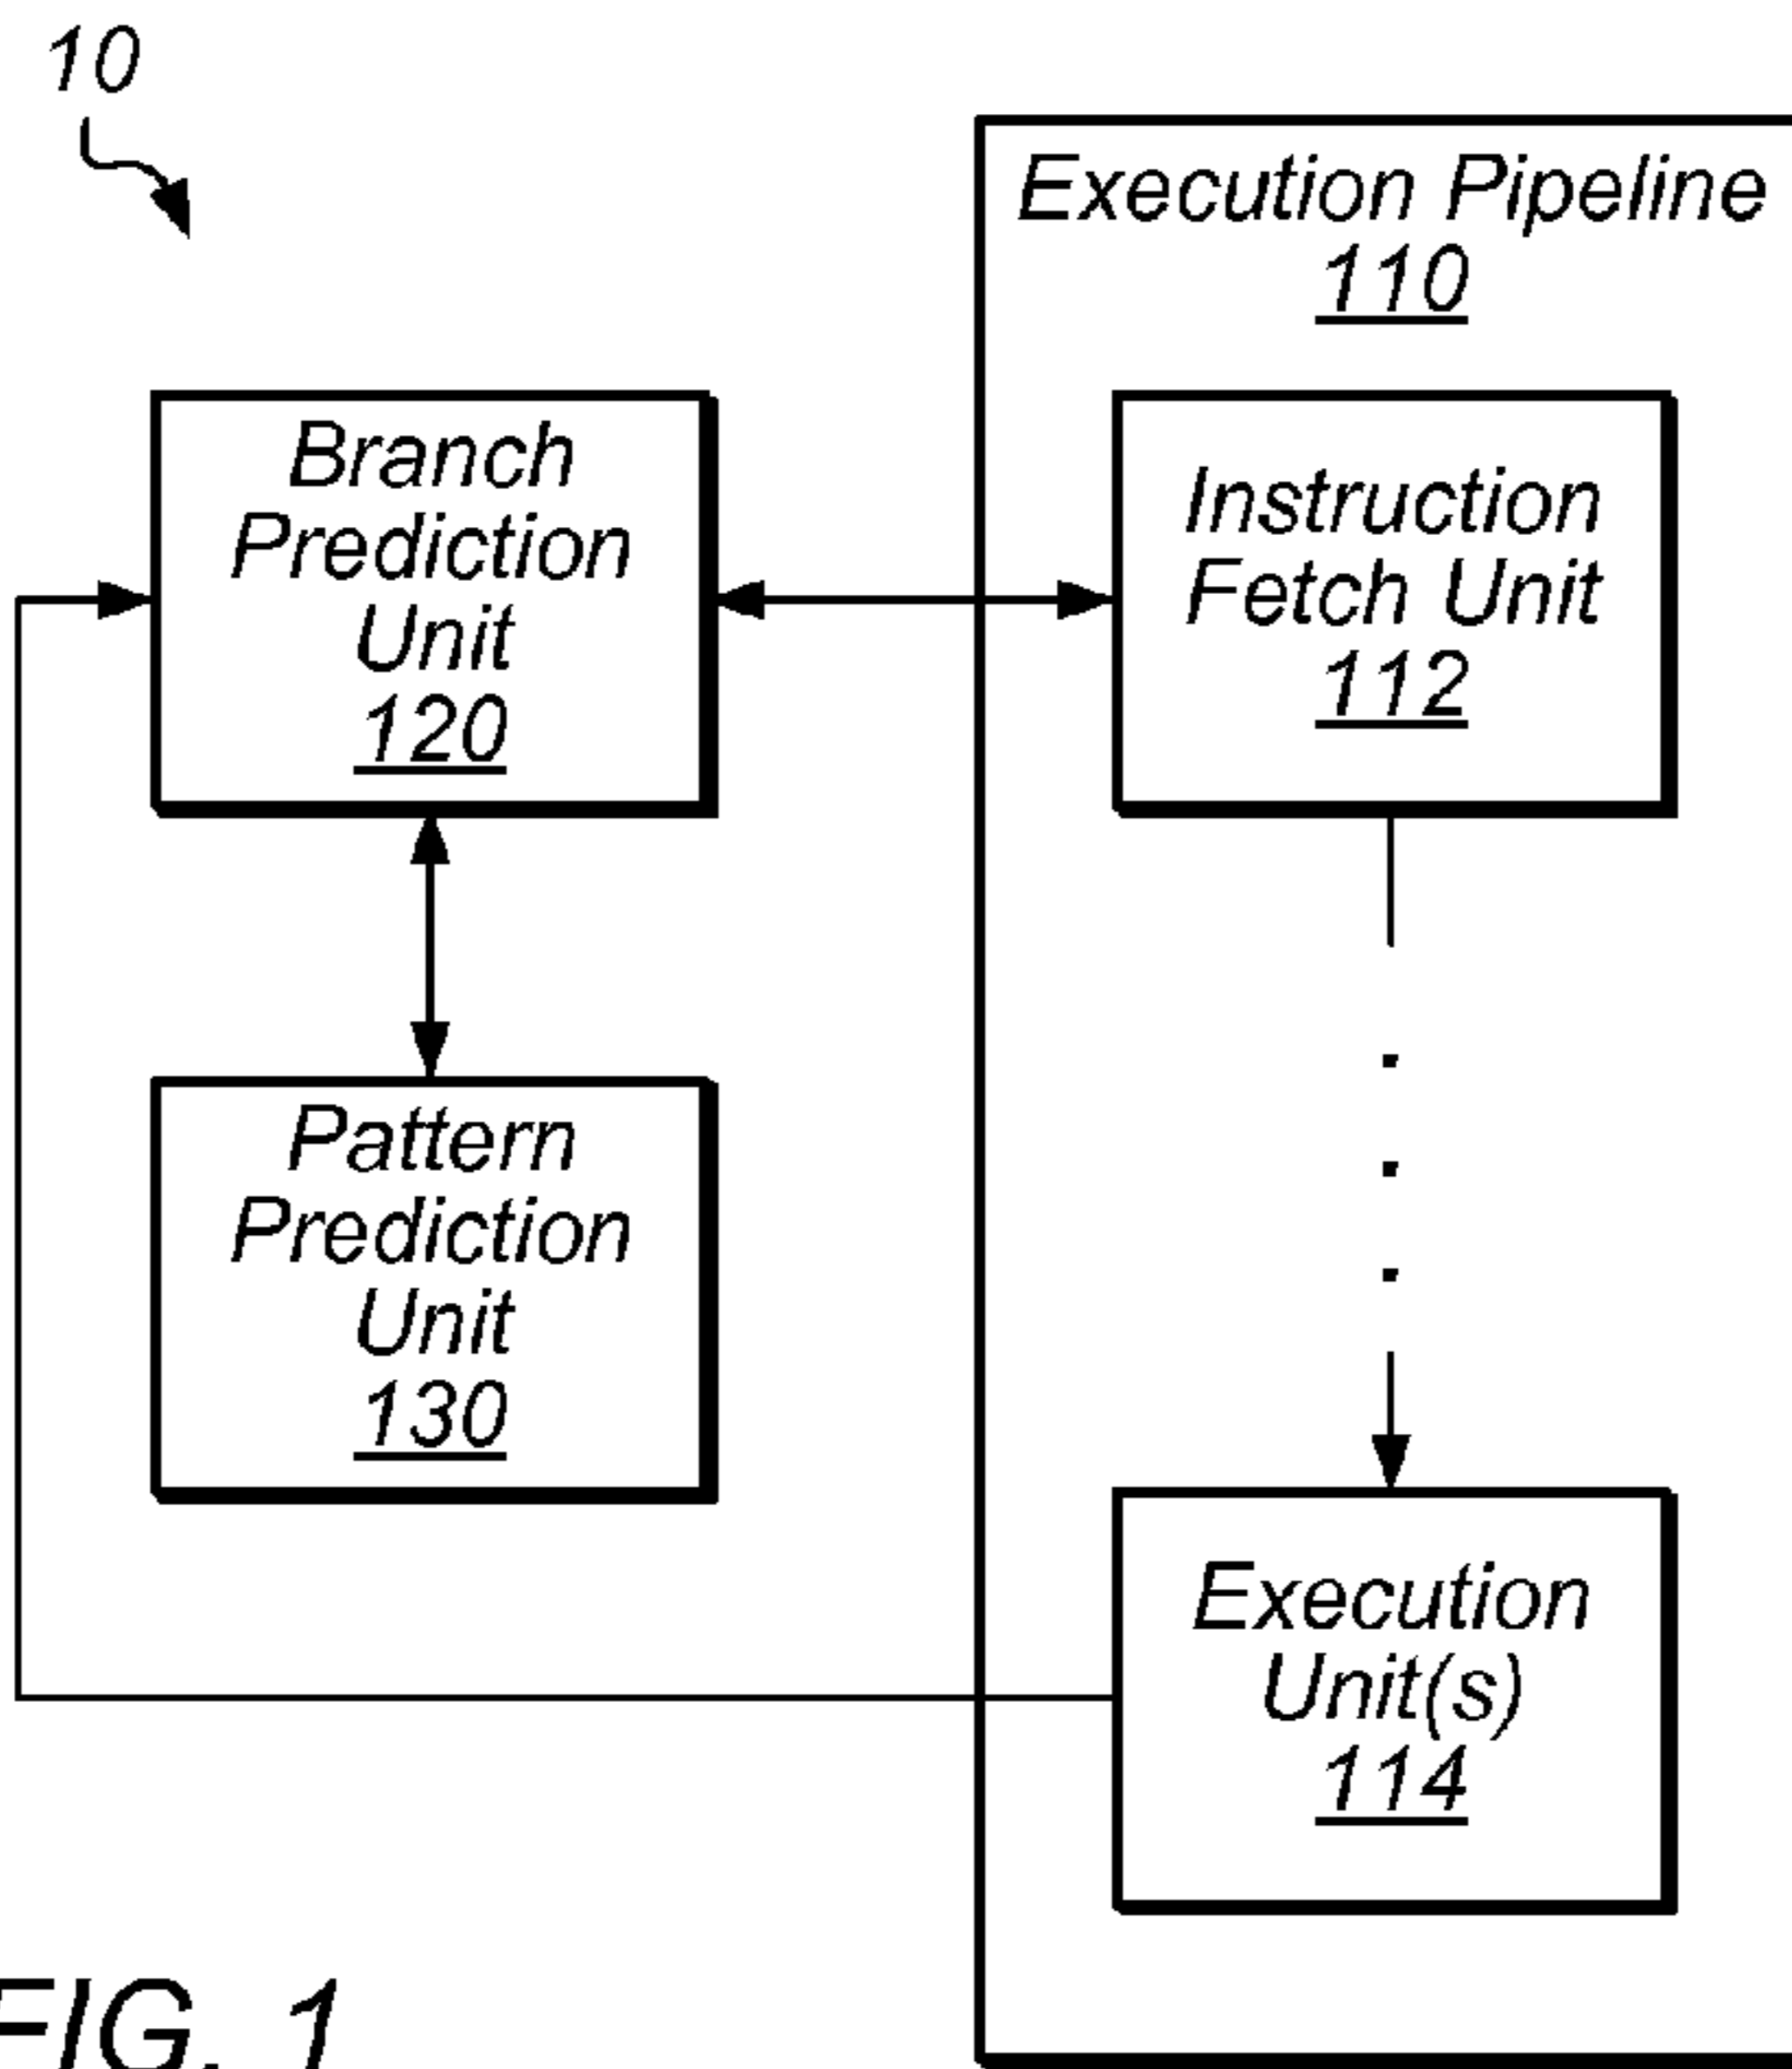 10
Execution Pipeline
110
Branch
Prediction
Unit
120
Instruction
Fetch Unit
112
Pattern
Prediction
Unit
130
Execution
Unit(s)
114
FIG. 1